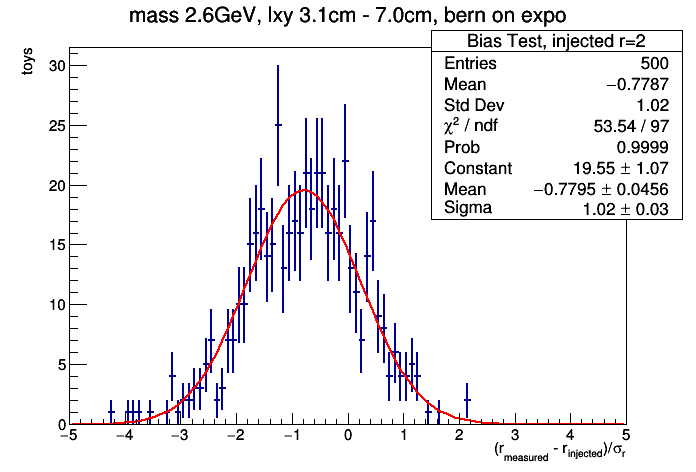 mass 2.6GeV, lxy 3.1cm - 7.0cm, bern on expo
Bias Test, injected r=2
Entries 500
Mean −0.7787
Std Dev 1.02
χ² / ndf 53.54 / 97
Prob 0.9999
Constant 19.55 ± 1.07
Mean −0.7795 ± 0.0456
Sigma 1.02 ± 0.03
toys
30
25
20
15
10
5
0
−5 −4 −3 −2 −1 0 1 2 3 4 5
(r_measured - r_injected)/σ_r